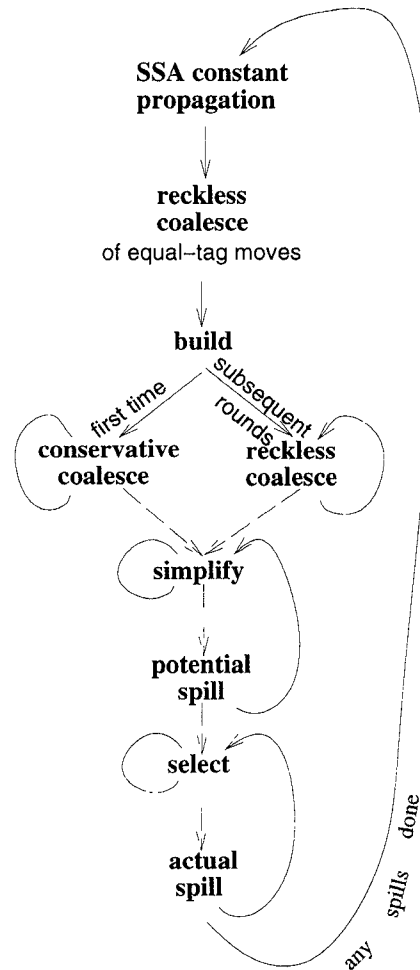 SSA constant
propagation
reckless
coalesce
of equal-tag moves
build
first time
subsequent
rounds
conservative
coalesce
reckless
coalesce
simplify
potential
spill
select
actual
spill
any spills done